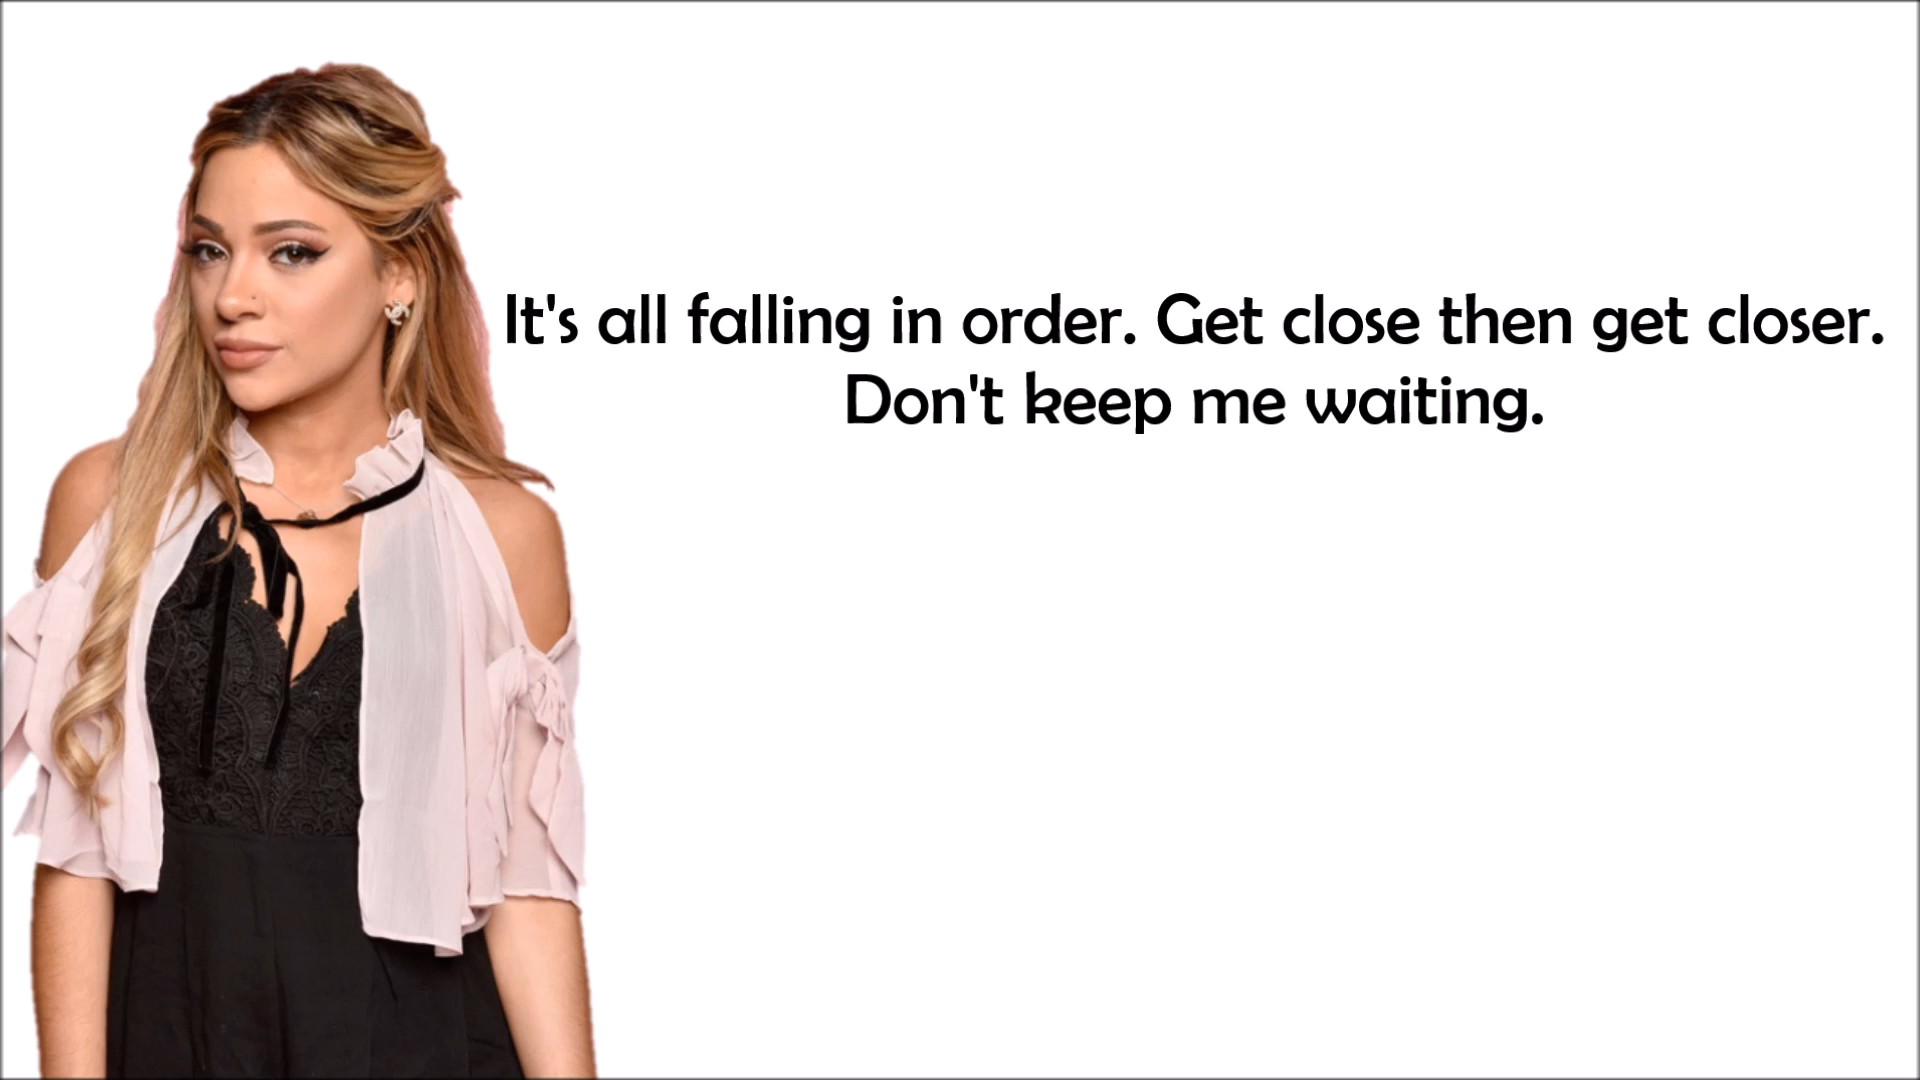 It's all falling in order. Get close then get closer.
Don't keep me waiting.